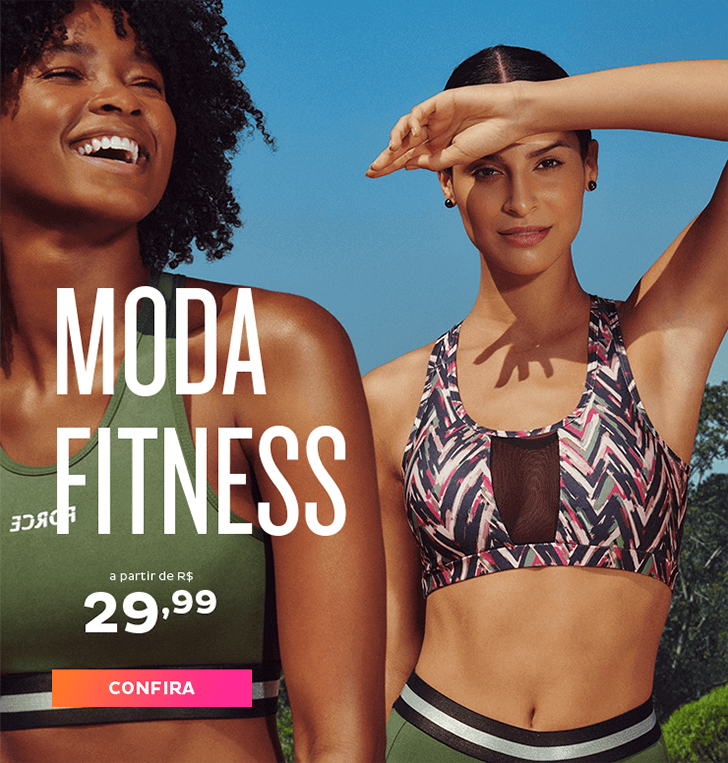 MODA
FITNESS
FORCE
a partir de R$
29,99
CONFIRA